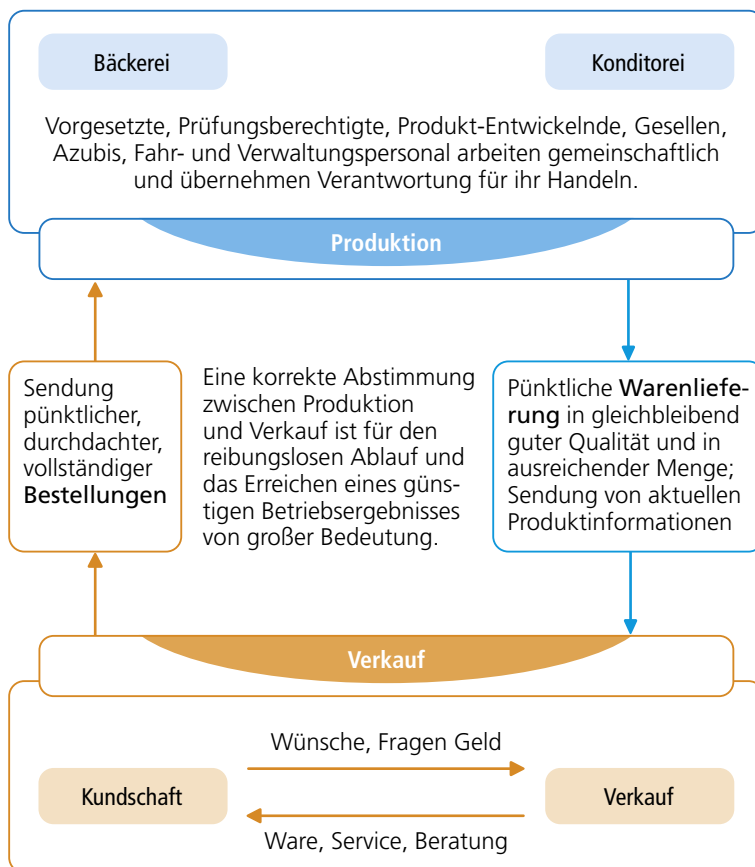 Bäckerei
Konditorei
Vorgesetzte, Prüfungsberechtigte, Produkt-Entwickelnde, Gesellen,
Azubis, Fahr- und Verwaltungspersonal arbeiten gemeinschaftlich
und übernehmen Verantwortung für ihr Handeln.
Produktion
Sendung
pünktlicher,
durchdachter,
vollständiger
Bestellungen
Eine korrekte Abstimmung
zwischen Produktion
und Verkauf ist für den
reibungslosen Ablauf und
das Erreichen eines güns-
tigen Betriebsergebnisses
von großer Bedeutung.
Pünktliche Warenliefe-
rung in gleichbleibend
guter Qualität und in
ausreichender Menge;
Sendung von aktuellen
Produktinformationen
Verkauf
Wünsche, Fragen Geld
Kundschaft
Verkauf
Ware, Service, Beratung